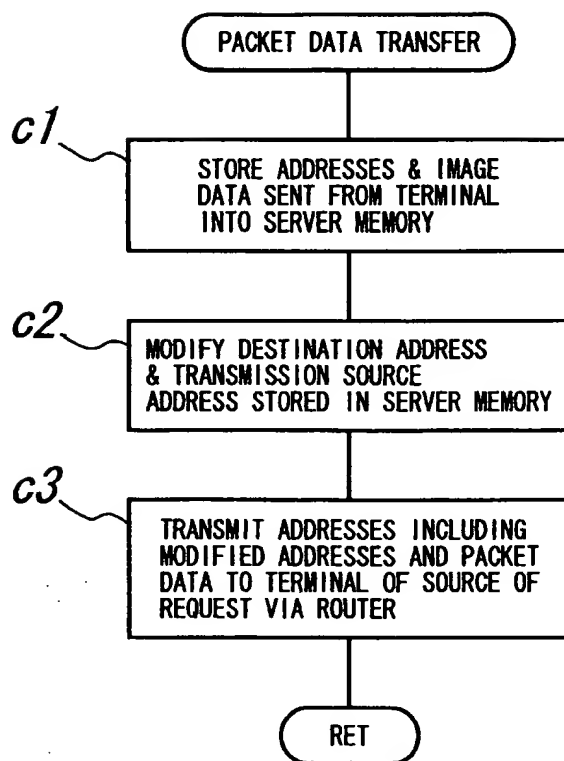 PACKET DATA TRANSFER
c1
STORE ADDRESSES & IMAGE
DATA SENT FROM TERMINAL
INTO SERVER MEMORY
c2
MODIFY DESTINATION ADDRESS
& TRANSMISSION SOURCE
ADDRESS STORED IN SERVER MEMORY
c3
TRANSMIT ADDRESSES INCLUDING
MODIFIED ADDRESSES AND PACKET
DATA TO TERMINAL OF SOURCE OF
REQUEST VIA ROUTER
RET